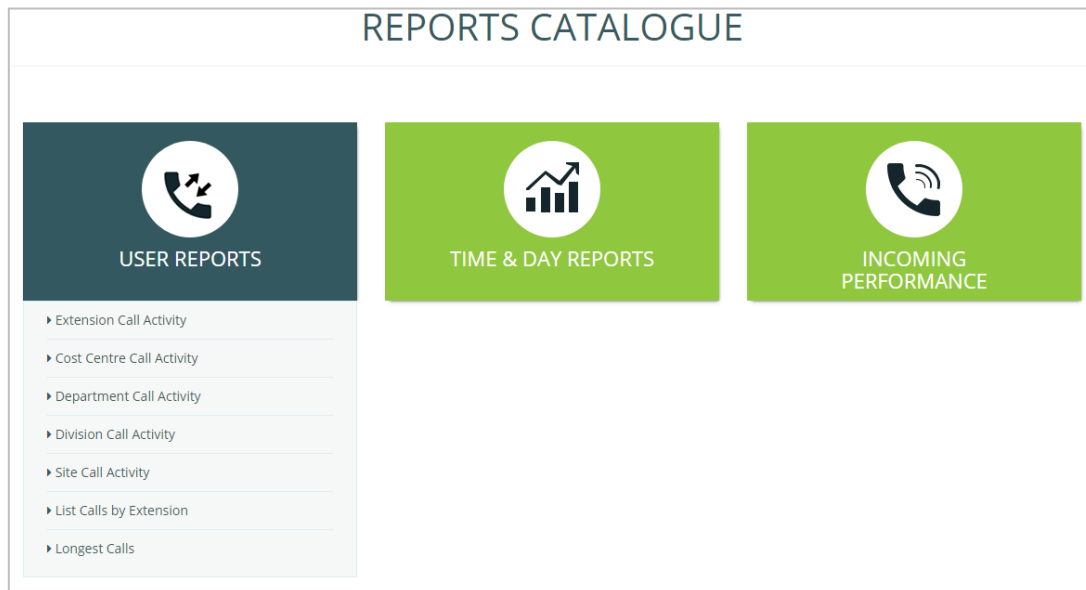 REPORTS CATALOGUE
USER REPORTS
Extension Call Activity
Cost Centre Call Activity
Department Call Activity
Division Call Activity
Site Call Activity
List Calls by Extension
Longest Calls
TIME & DAY REPORTS
INCOMING
PERFORMANCE